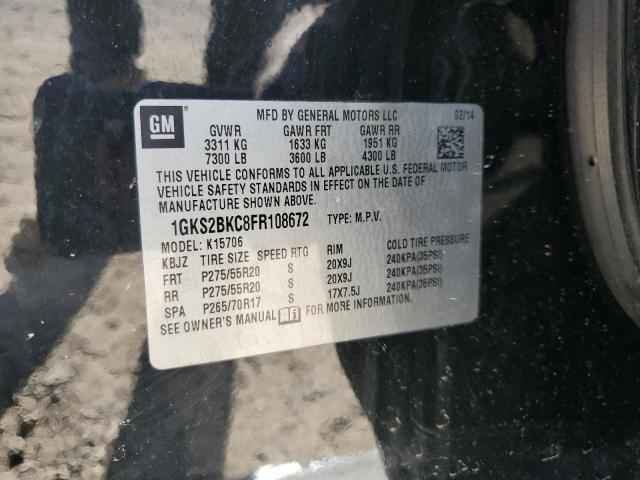 GM
MFD BY GENERAL MOTORS LLC 02/14
GVWR GAWR FRT GAWR RR
3311 KG 1633 KG 1951 KG
7300 LB 3600 LB 4300 LB
THIS VEHICLE CONFORMS TO ALL APPLICABLE U.S. FEDERAL MOTOR
VEHICLE SAFETY STANDARDS IN EFFECT ON THE DATE OF
MANUFACTURE SHOWN ABOVE.
1GKS2BKC8FR108672 TYPE: M.P.V.
MODEL: K15706
KBJZ TIRE SIZE SPEED RTG RIM COLD TIRE PRESSURE
FRT P275/55R20 S 20X9J 240KPA(35PSI)
RR P275/55R20 S 20X9J 240KPA(35PSI)
SPA P265/70R17 S 17X7.5J 240KPA(35PSI)
SEE OWNER'S MANUAL FOR MORE INFORMATION.